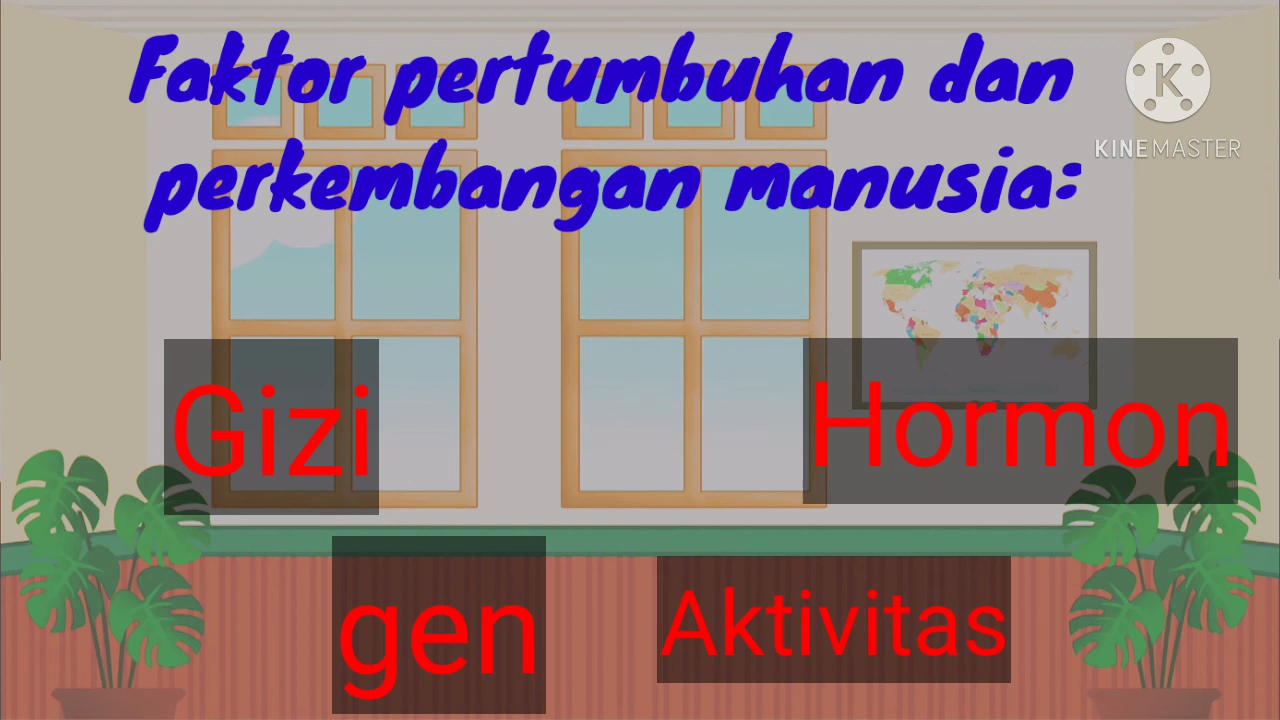 Faktor pertumbuhan dan
perkembangan manusia:
KINEMASTER
Gizi
Hormon
gen
Aktivitas